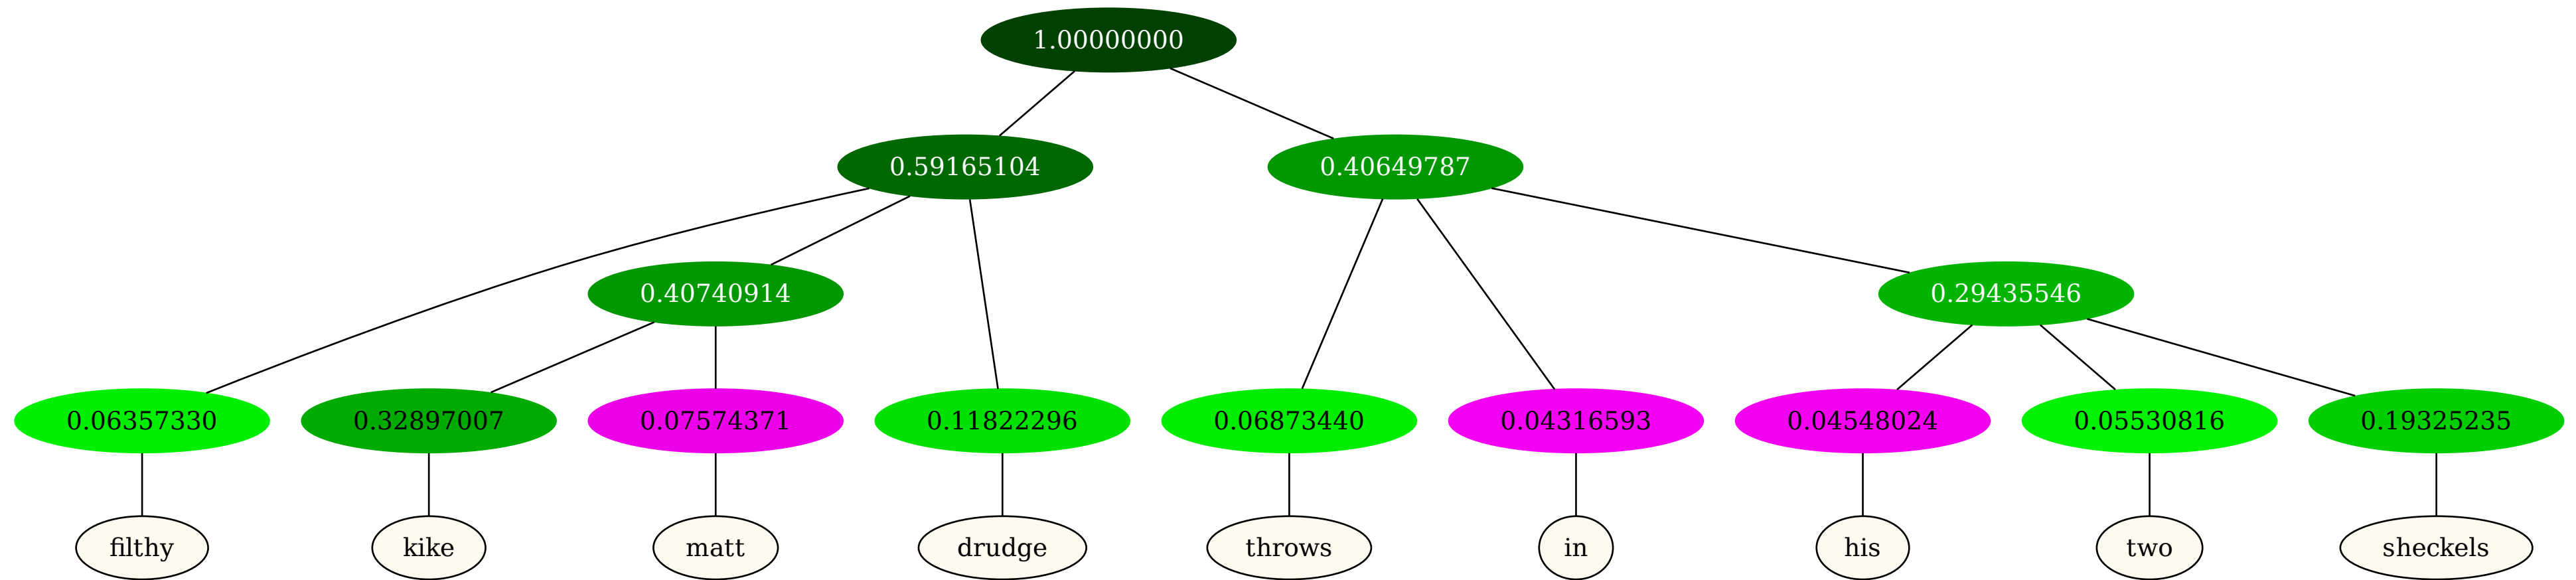 1.00000000
0.59165104 0.40649787
0.40740914 0.29435546
0.06357330 0.32897007 0.07574371 0.11822296 0.06873440 0.04316593 0.04548024 0.05530816 0.19325235
filthy kike matt drudge throws in his two sheckels